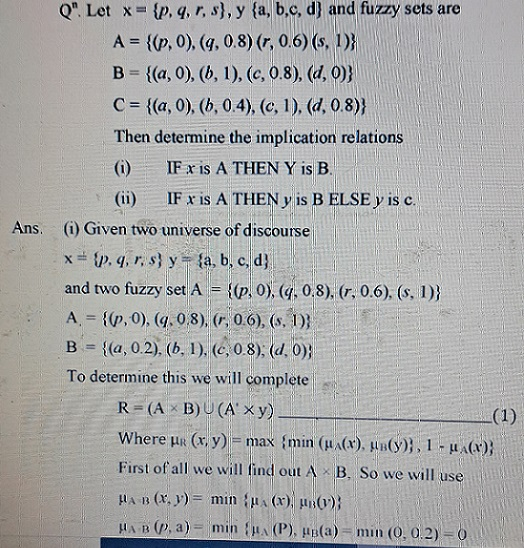 Qⁿ. Let x = {p, q, r, s}, y {a, b,c, d} and fuzzy sets are
A = {(p, 0), (q, 0.8) (r, 0.6) (s, 1)}
B = {(a, 0), (b, 1), (c, 0.8), (d, 0)}
C = {(a, 0), (b, 0.4), (c, 1), (d, 0.8)}
Then determine the implication relations
(i) IF x is A THEN Y is B.
(ii) IF x is A THEN y is B ELSE y is c.
Ans. (i) Given two universe of discourse
x = {p, q, r, s} y = {a, b, c, d}
and two fuzzy set A = {(p, 0), (q, 0.8), (r, 0.6), (s, 1)}
A = {(p, 0), (q, 0.8), (r, 0.6), (s, 1)}
B = {(a, 0.2), (b, 1), (c, 0.8), (d, 0)}
To determine this we will complete
R = (A × B) ∪ (A' × y) ____________ (1)
Where μR (x, y) = max {min (μA(x), μB(y)}, 1 - μA(x)}
First of all we will find out A × B. So we will use
μA×B (x, y) = min {μA (x), μB(y)}
μA×B (p, a) = min {μA (P), μB(a) = min (0, 0.2) = 0